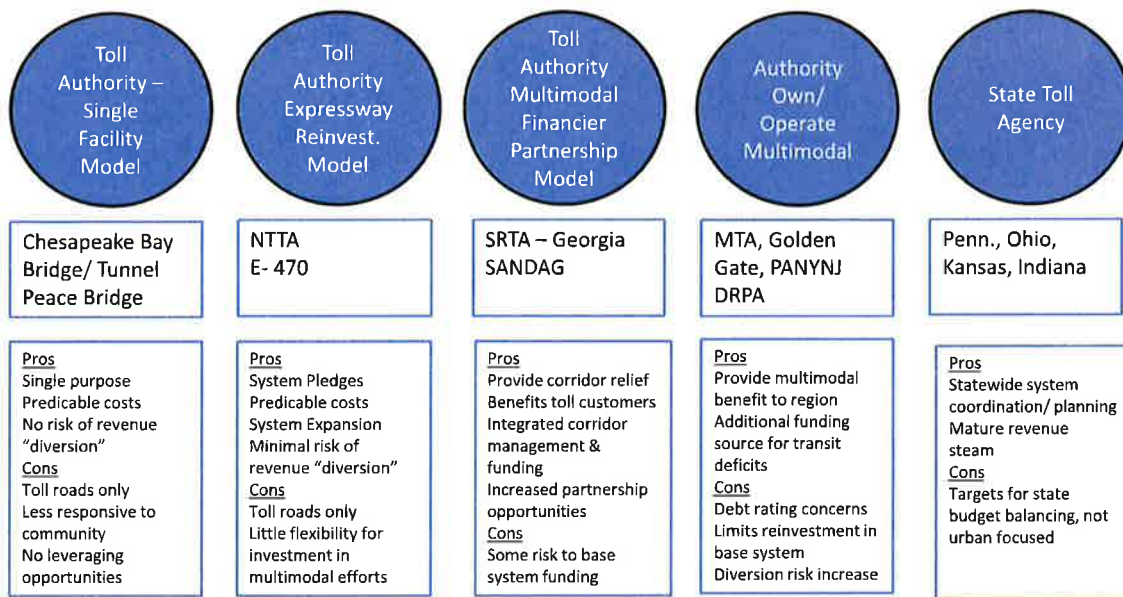 Toll
Authority –
Single
Facility
Model
Toll
Authority
Expressway
Reinvest.
Model
Toll
Authority
Multimodal
Financier
Partnership
Model
Authority
Own/
Operate
Multimodal
State Toll
Agency
Chesapeake Bay
Bridge/ Tunnel
Peace Bridge
NTTA
E- 470
SRTA – Georgia
SANDAG
MTA, Golden
Gate, PANYNJ
DRPA
Penn., Ohio,
Kansas, Indiana
Pros
Single purpose
Predicable costs
No risk of revenue
“diversion”
Cons
Toll roads only
Less responsive to
community
No leveraging
opportunities
Pros
System Pledges
Predicable costs
System Expansion
Minimal risk of
revenue “diversion”
Cons
Toll roads only
Little flexibility for
investment in
multimodal efforts
Pros
Provide corridor relief
Benefits toll customers
Integrated corridor
management &
funding
Increased partnership
opportunities
Cons
Some risk to base
system funding
Pros
Provide multimodal
benefit to region
Additional funding
source for transit
deficits
Cons
Debt rating concerns
Limits reinvestment in
base system
Diversion risk increase
Pros
Statewide system
coordination/ planning
Mature revenue
steam
Cons
Targets for state
budget balancing, not
urban focused